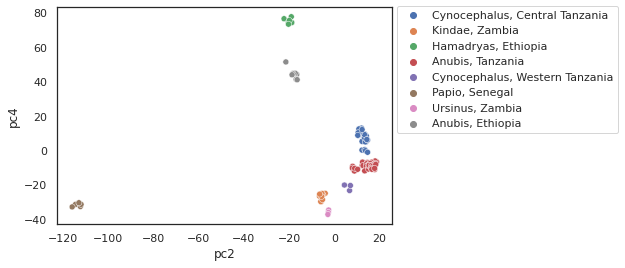 80
60
40
20
0
−20
−40
pc4
−120
−100
−80
−60
−40
−20
0
20
pc2
Cynocephalus, Central Tanzania
Kindae, Zambia
Hamadryas, Ethiopia
Anubis, Tanzania
Cynocephalus, Western Tanzania
Papio, Senegal
Ursinus, Zambia
Anubis, Ethiopia